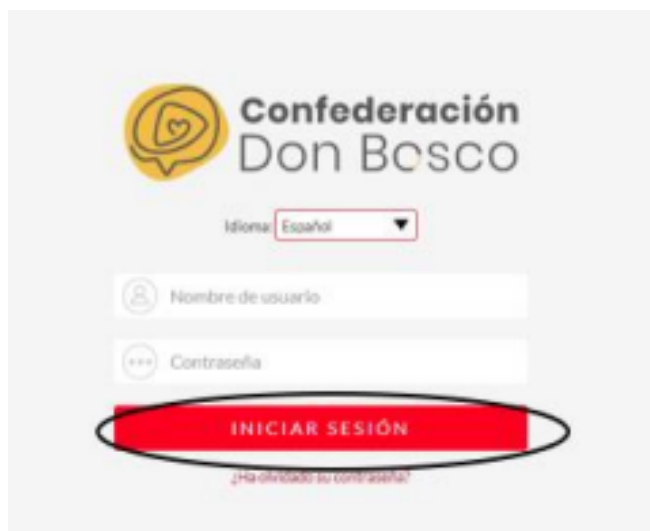 Confederación
Don Bosco
Idioma: Español
Nombre de usuario
Contraseña
INICIAR SESIÓN
¿Ha olvidado su contraseña?